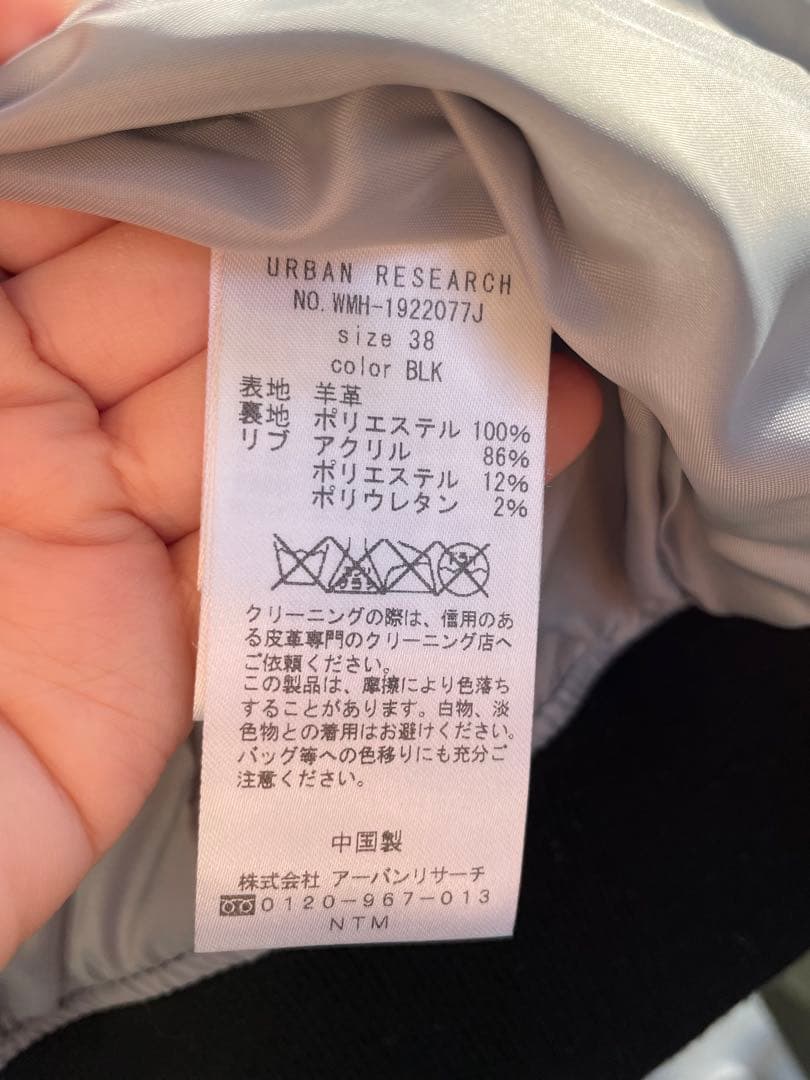 URBAN RESEARCH
NO. WMH-1922077J
size 38
color BLK
表地 羊革
裏地 ポリエステル 100%
リブ アクリル 86%
ポリエステル 12%
ポリウレタン 2%
クリーニングの際は、信用のあ
る皮革専門のクリーニング店へ
ご依頼ください。
この製品は、摩擦により色落ち
することがあります。白物、淡
色物との着用はお避けください。
バッグ等への色移りにも充分ご
注意ください。
中国製
株式会社 アーバンリサーチ
0120-967-013
NTM